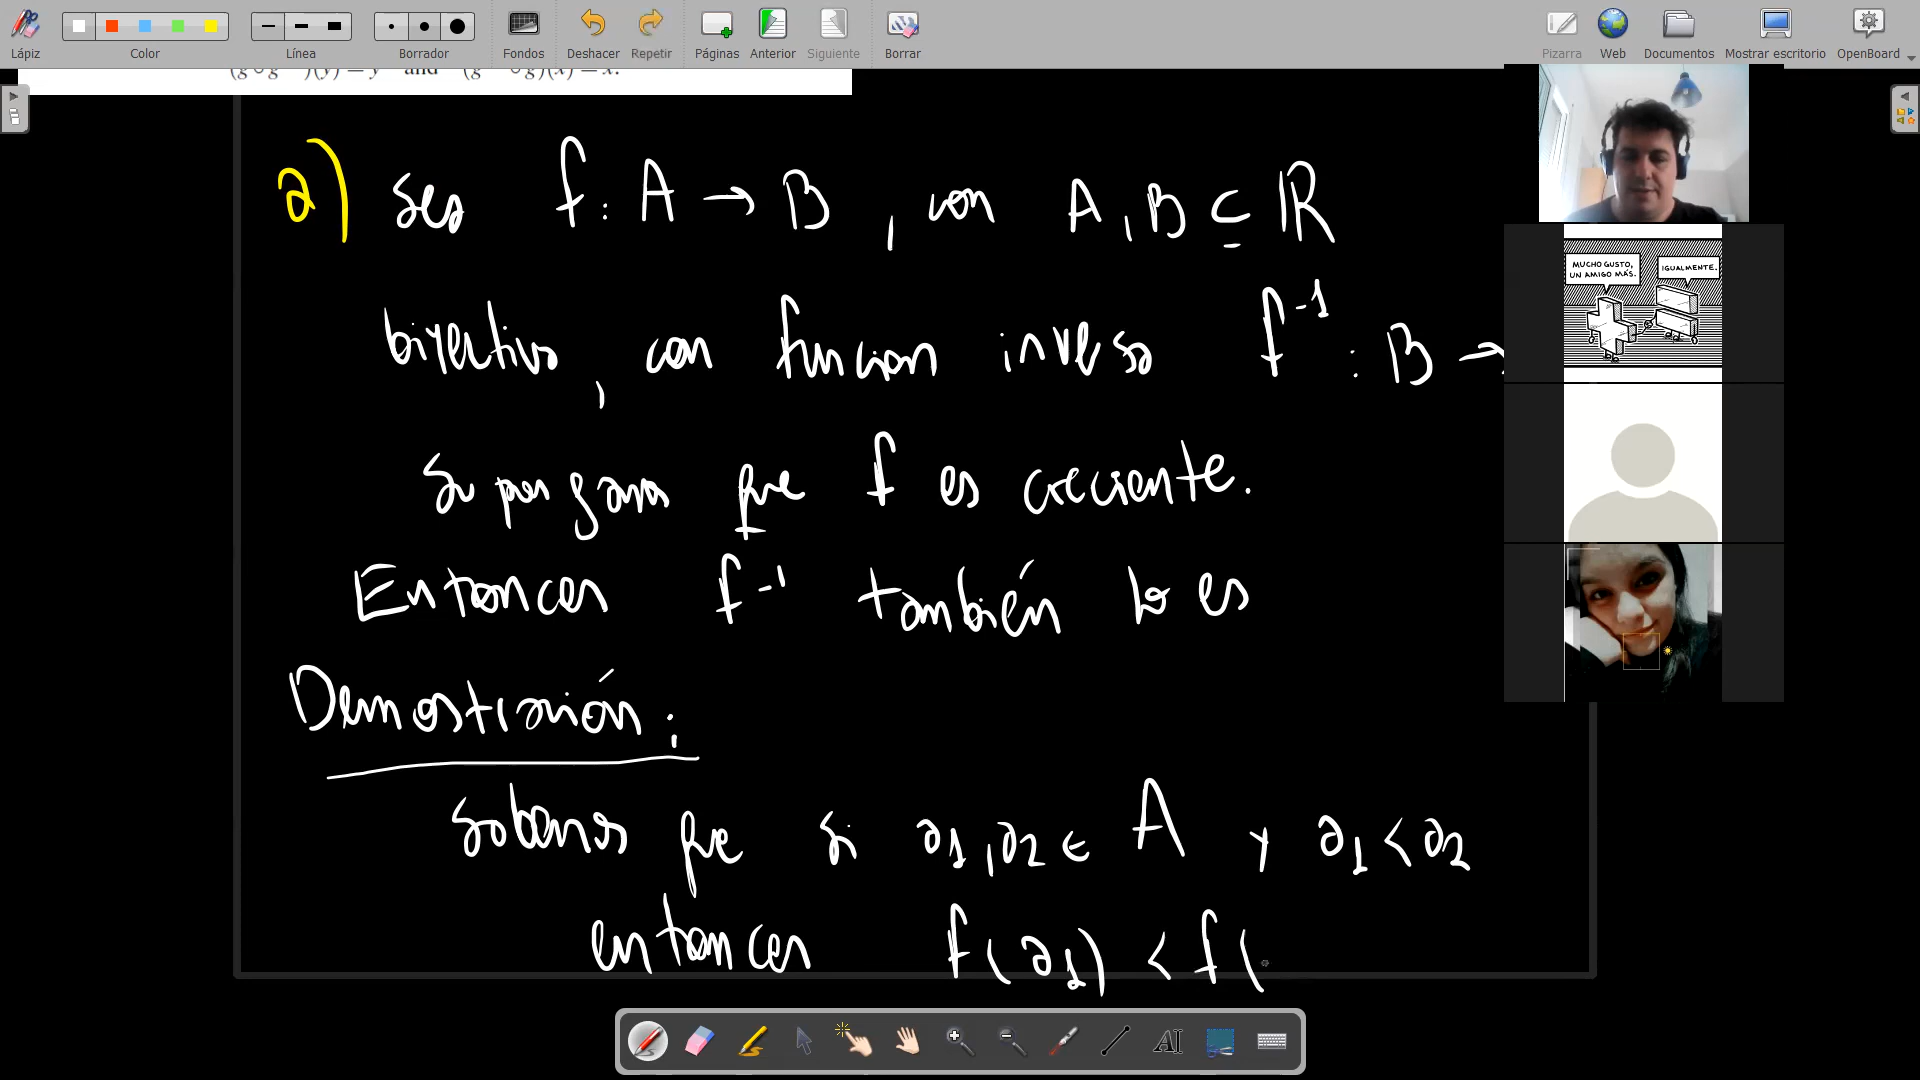 Lápiz Color Línea Borrador Fondos Deshacer Repetir Páginas Anterior Siguiente Borrar Pizarra Web Documentos Mostrar escritorio OpenBoard
and
a) Sea f : A → B , con A, B ⊆ ℝ
biyectiva, con funcion inversa f⁻¹ : B →
Supongamos que f es creciente.
Entonces f⁻¹ también lo es
Demostración:
Sabemos que si a1, a2 ∈ A y a1 < a2
entonces f(a1) < f(
MUCHO GUSTO,
UN AMIGO MÁS.
IGUALMENTE.